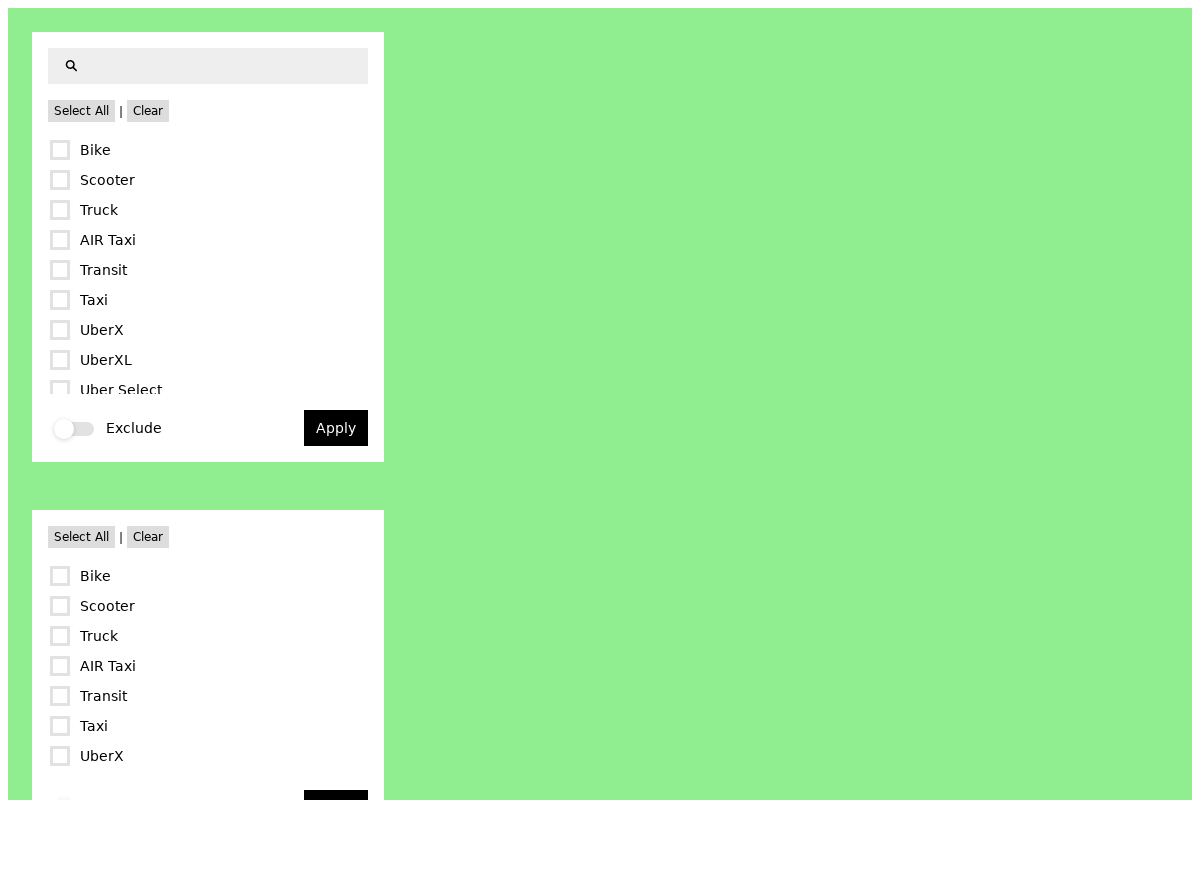 Select All | Clear
Bike
Scooter
Truck
AIR Taxi
Transit
Taxi
UberX
UberXL
Uber Select
Exclude Apply
Select All | Clear
Bike
Scooter
Truck
AIR Taxi
Transit
Taxi
UberX